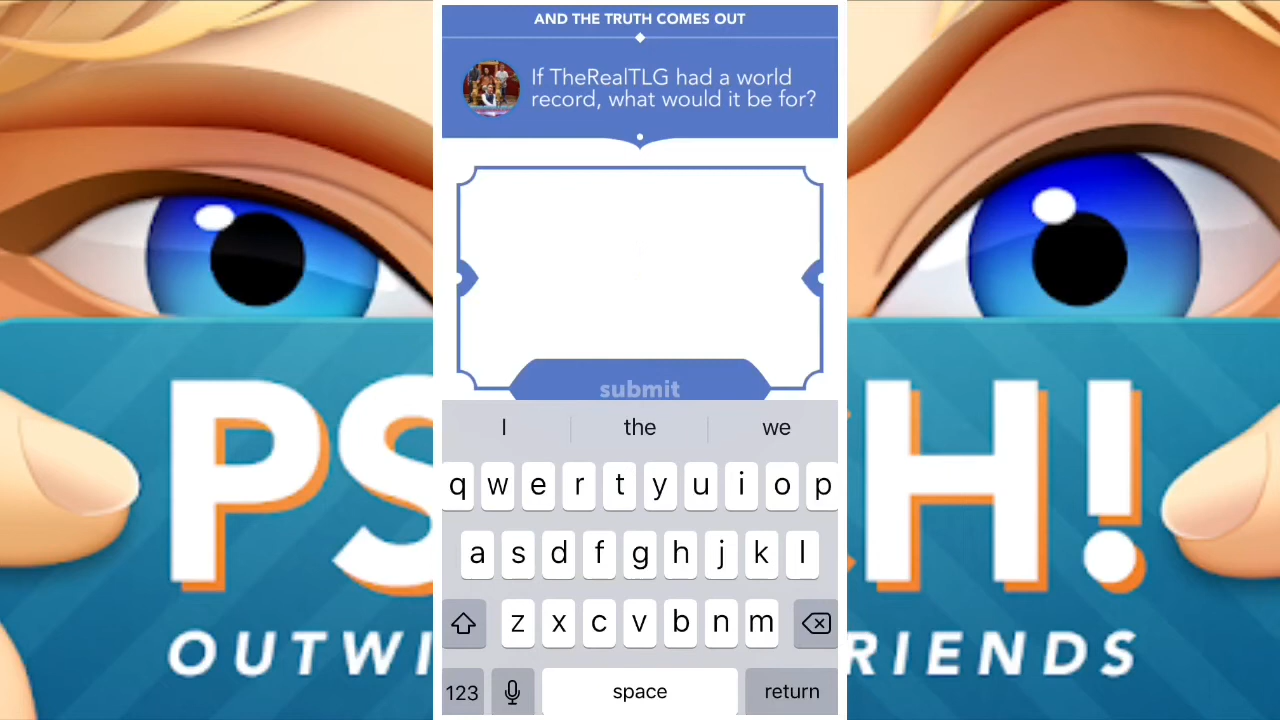 AND THE TRUTH COMES OUT
If TheRealTLG had a world
record, what would it be for?
submit
I the we
q w e r t y u i o p
a s d f g h j k l
z x c v b n m
123 space return
PS H!
OUTWI RIENDS